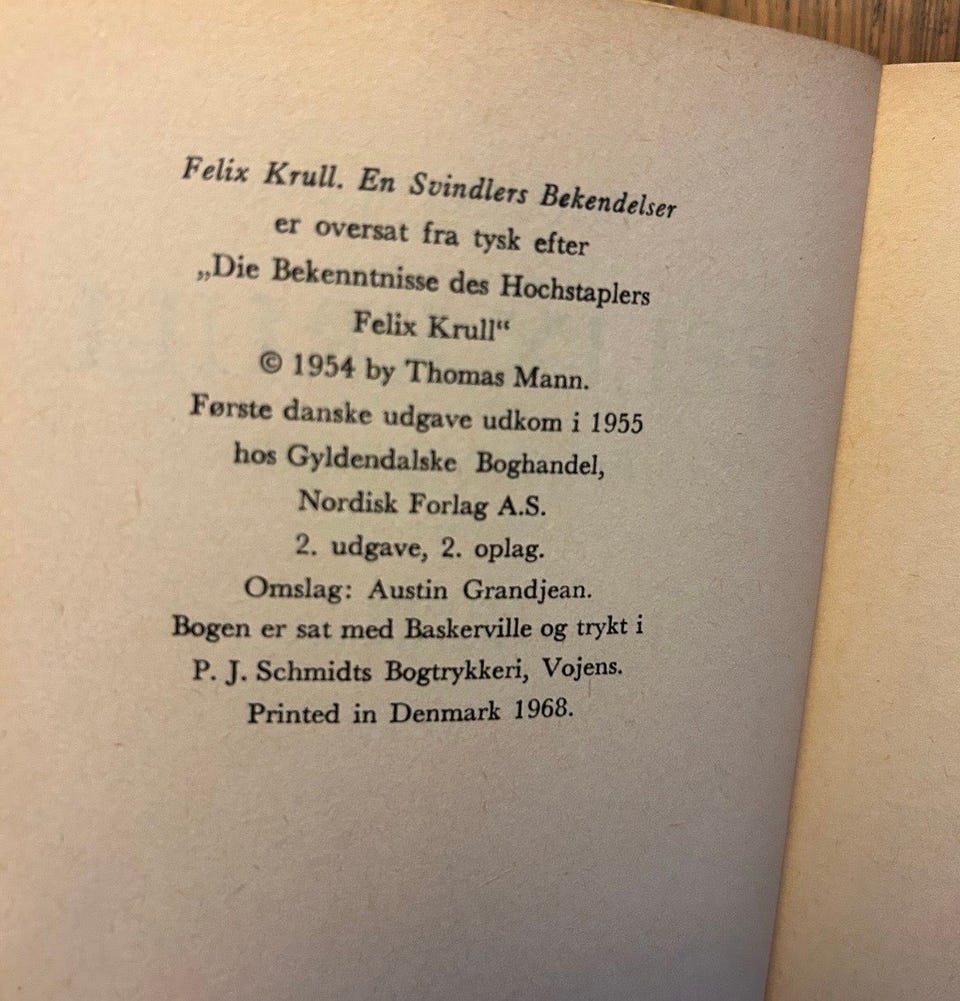 Felix Krull. En Svindlers Bekendelser
er oversat fra tysk efter
„Die Bekenntnisse des Hochstaplers
Felix Krull“
© 1954 by Thomas Mann.
Første danske udgave udkom i 1955
hos Gyldendalske Boghandel,
Nordisk Forlag A.S.
2. udgave, 2. oplag.
Omslag: Austin Grandjean.
Bogen er sat med Baskerville og trykt i
P. J. Schmidts Bogtrykkeri, Vojens.
Printed in Denmark 1968.